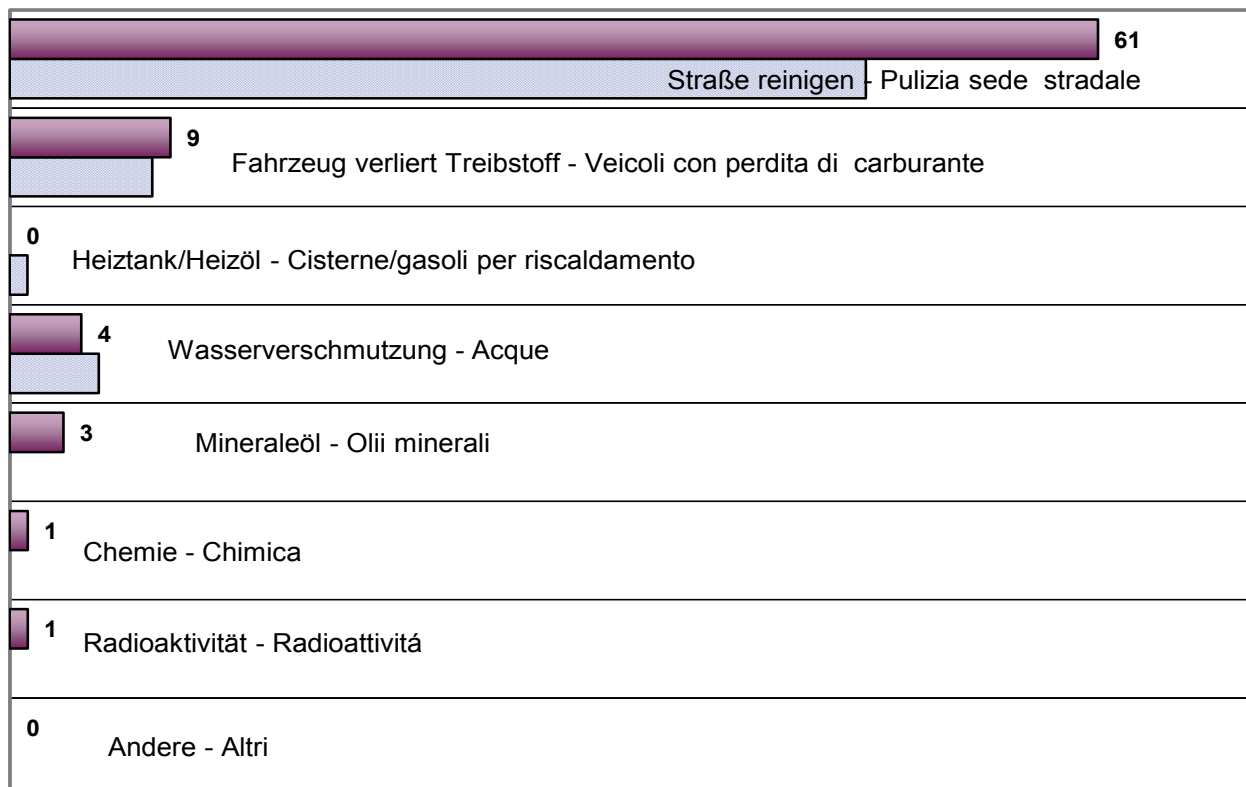 61
Straße reinigen - Pulizia sede stradale
9
Fahrzeug verliert Treibstoff - Veicoli con perdita di carburante
0
Heiztank/Heizöl - Cisterne/gasoli per riscaldamento
4
Wasserverschmutzung - Acque
3
Mineraleöl - Olii minerali
1
Chemie - Chimica
1
Radioaktivität - Radioattivitá
0
Andere - Altri